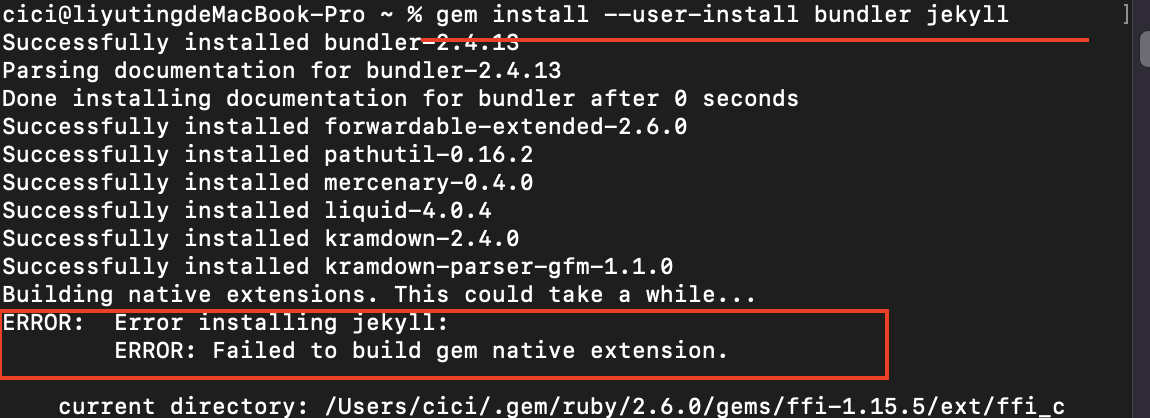 cici@liyutingdeMacBook-Pro ~ % gem install --user-install bundler jekyll ]
Successfully installed bundler-2.4.13
Parsing documentation for bundler-2.4.13
Done installing documentation for bundler after 0 seconds
Successfully installed forwardable-extended-2.6.0
Successfully installed pathutil-0.16.2
Successfully installed mercenary-0.4.0
Successfully installed liquid-4.0.4
Successfully installed kramdown-2.4.0
Successfully installed kramdown-parser-gfm-1.1.0
Building native extensions. This could take a while...
ERROR:  Error installing jekyll:
        ERROR: Failed to build gem native extension.
    current directory: /Users/cici/.gem/ruby/2.6.0/gems/ffi-1.15.5/ext/ffi_c